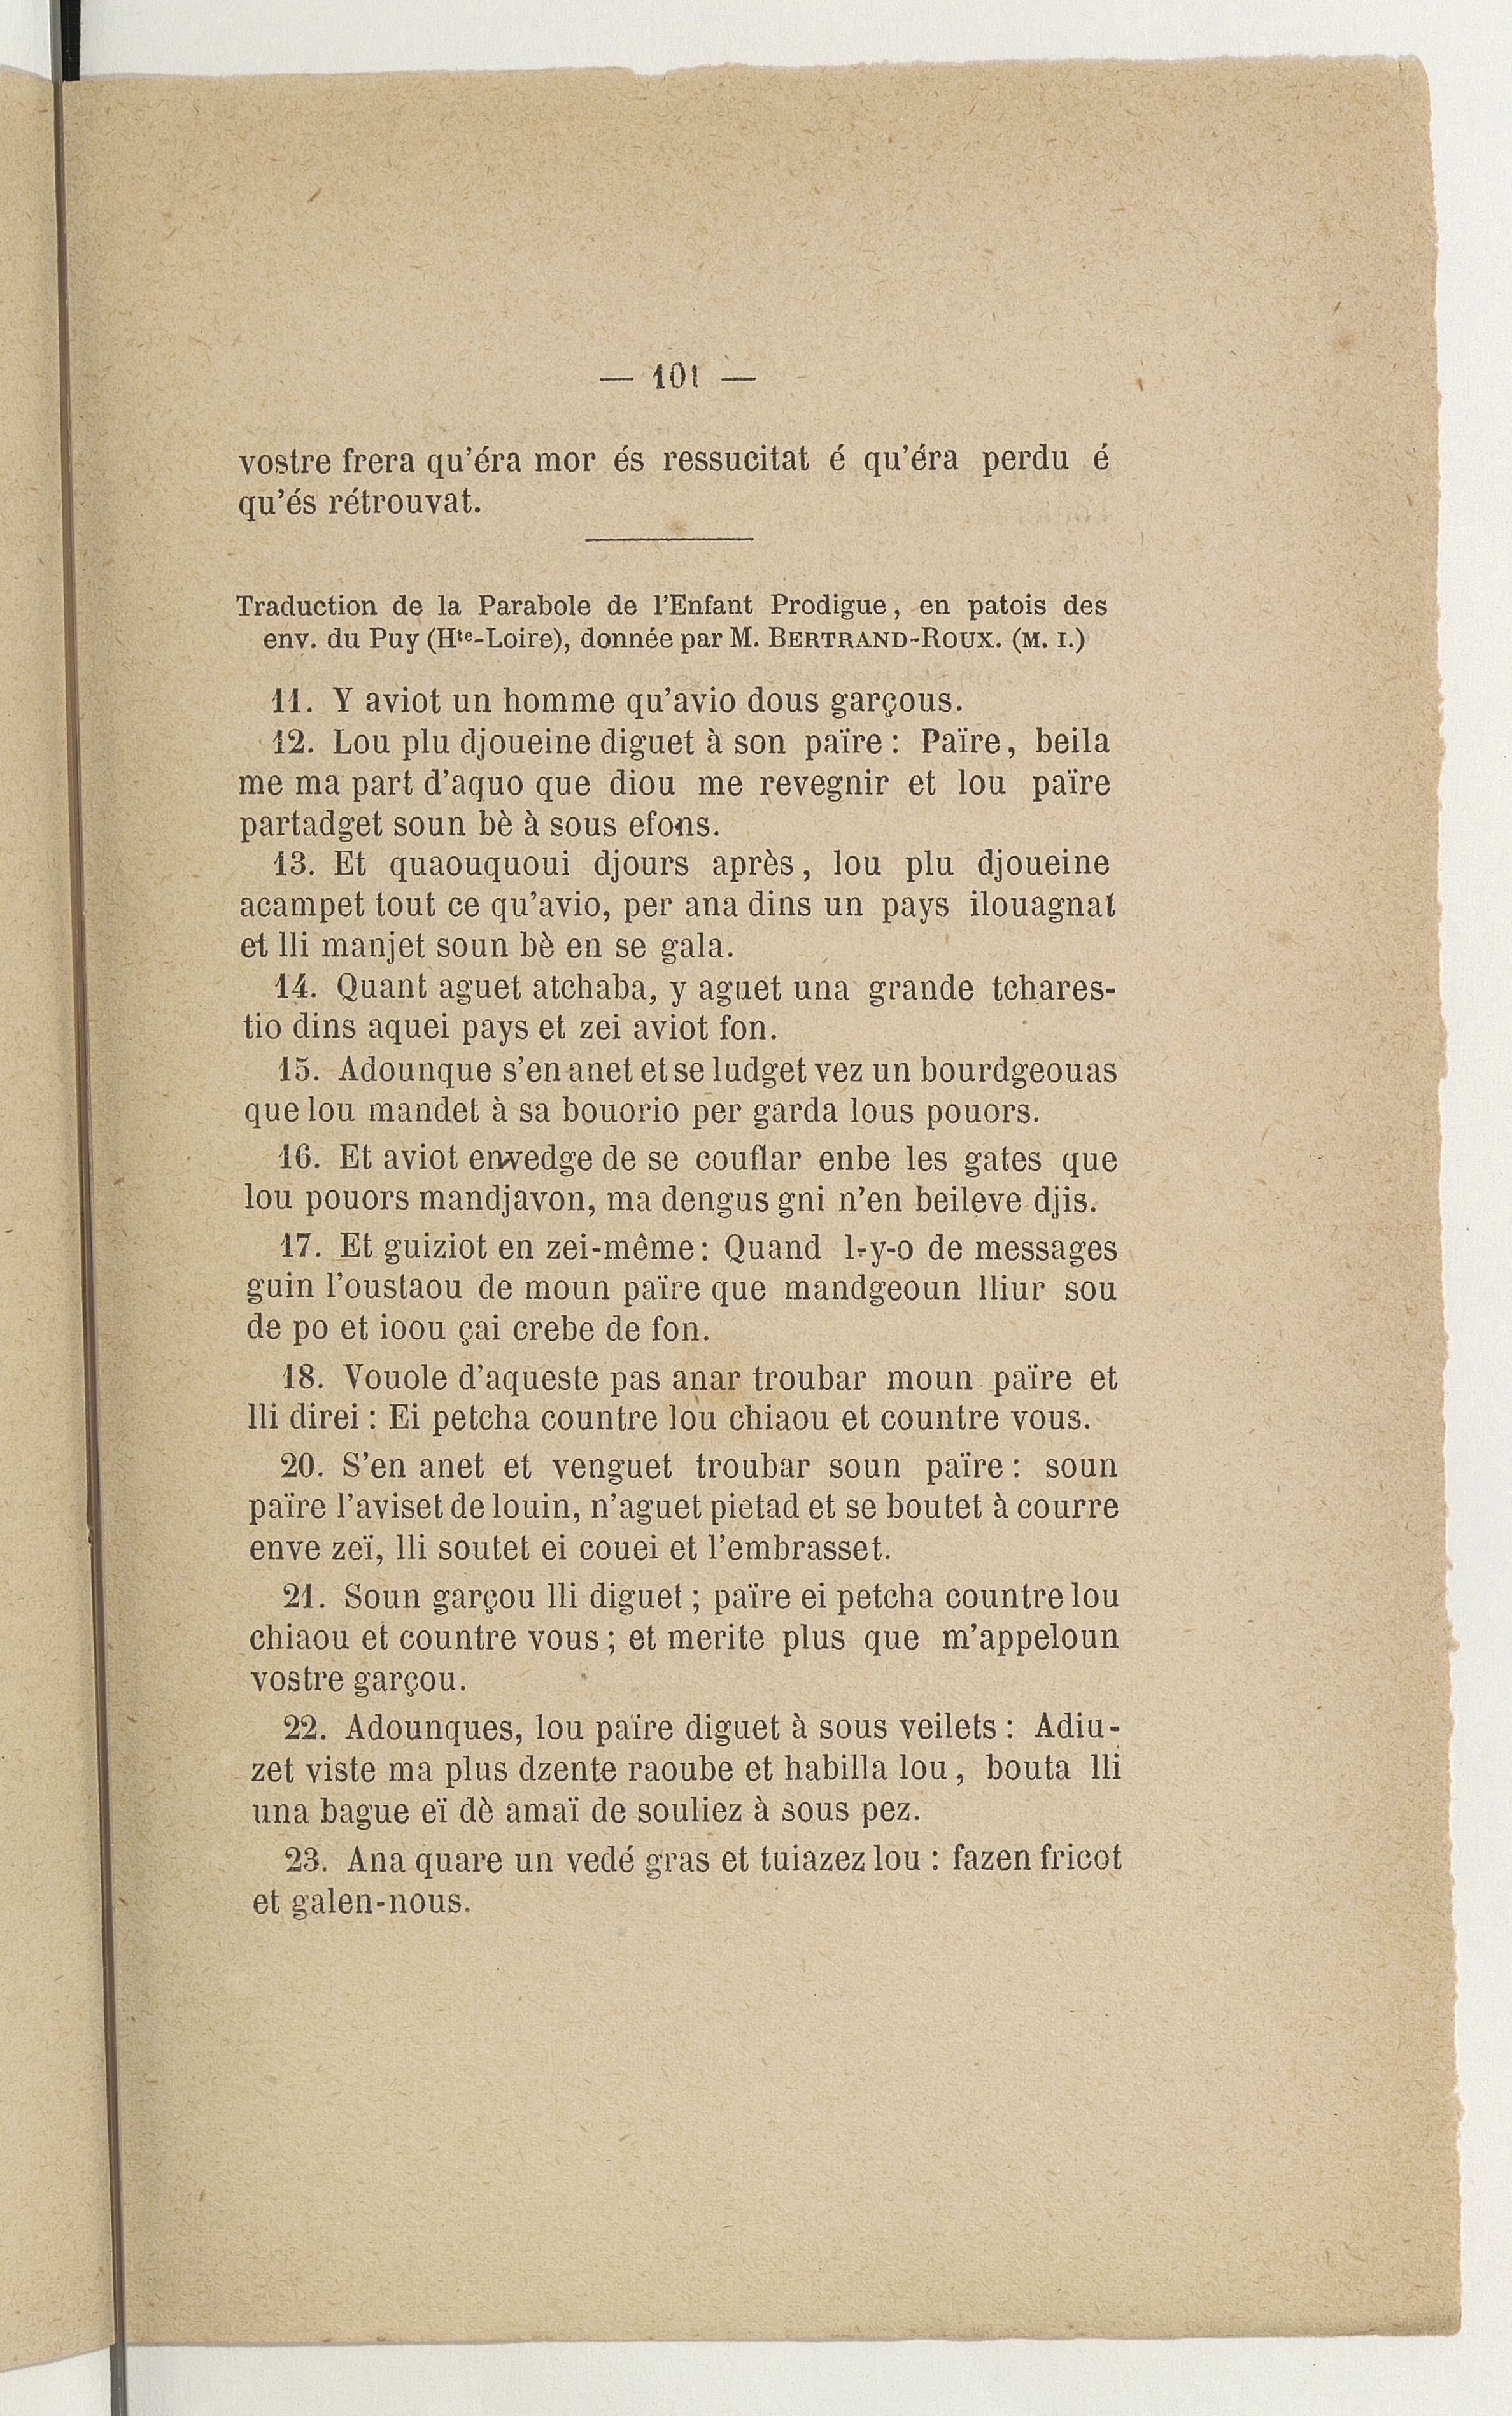 — 101 —
vostre frera qu'éra mor és ressucitat é qu'éra perdu é
qu'és rétrouvat.
Traduction de la Parabole de l'Enfant Prodigue, en patois des
env. du Puy (Hte-Loire), donnée par M. BERTRAND-ROUX. (M. I.)
11. Y aviot un homme qu'avio dous garçous.
12. Lou plu djoueine diguet à son païre : Païre, beila
me ma part d'aquo que diou me revegnir et lou païre
partadget soun bè à sous efons.
13. Et quaouquoui djours après, lou plu djoueine
acampet tout ce qu'avio, per ana dins un pays ilouagnat
et lli manjet soun bè en se gala.
14. Quant aguet atchaba, y aguet una grande tchares-
tio dins aquei pays et zei aviot fon.
15. Adounque s'en anet et se ludget vez un bourdgeouas
que lou mandet à sa bouorio per garda lous pouors.
16. Et aviot envedge de se couflar enbe les gates que
lou pouors mandjavon, ma dengus gni n'en beileve djis.
17. Et guiziot en zei-même : Quand l-y-o de messages
guin l'oustaou de moun païre que mandgeoun lliur sou
de po et ioou çai crebe de fon.
18. Vouole d'aqueste pas anar troubar moun païre et
lli direi : Ei petcha countre lou chiaou et countre vous.
20. S'en anet et venguet troubar soun païre : soun
païre l'aviset de louin, n'aguet pietad et se boutet à courre
enve zeï, lli soutet ei couei et l'embrasset.
21. Soun garçou lli diguet ; païre ei petcha countre lou
chiaou et countre vous ; et merite plus que m'appeloun
vostre garçou.
22. Adounques, lou païre diguet à sous veilets : Adiu-
zet viste ma plus dzente raoube et habilla lou, bouta lli
una bague eï dè amaï de souliez à sous pez.
23. Ana quare un vedé gras et tuiazez lou : fazen fricot
et galen-nous.